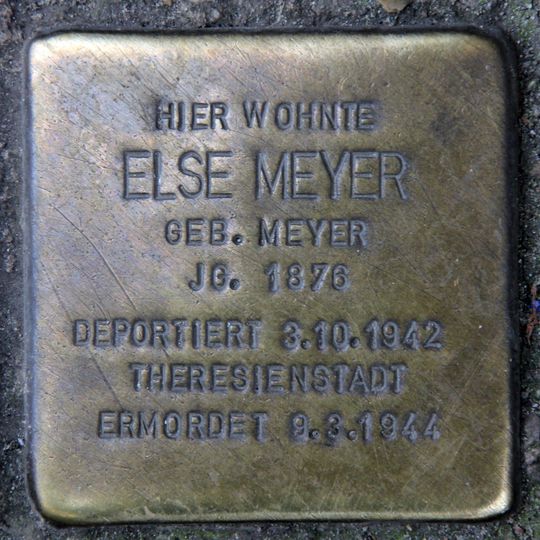 HIER WOHNTE
ELSE MEYER
GEB. MEYER
JG. 1876
DEPORTIERT 3.10.1942
THERESIENSTADT
ERMORDET 9.3.1944